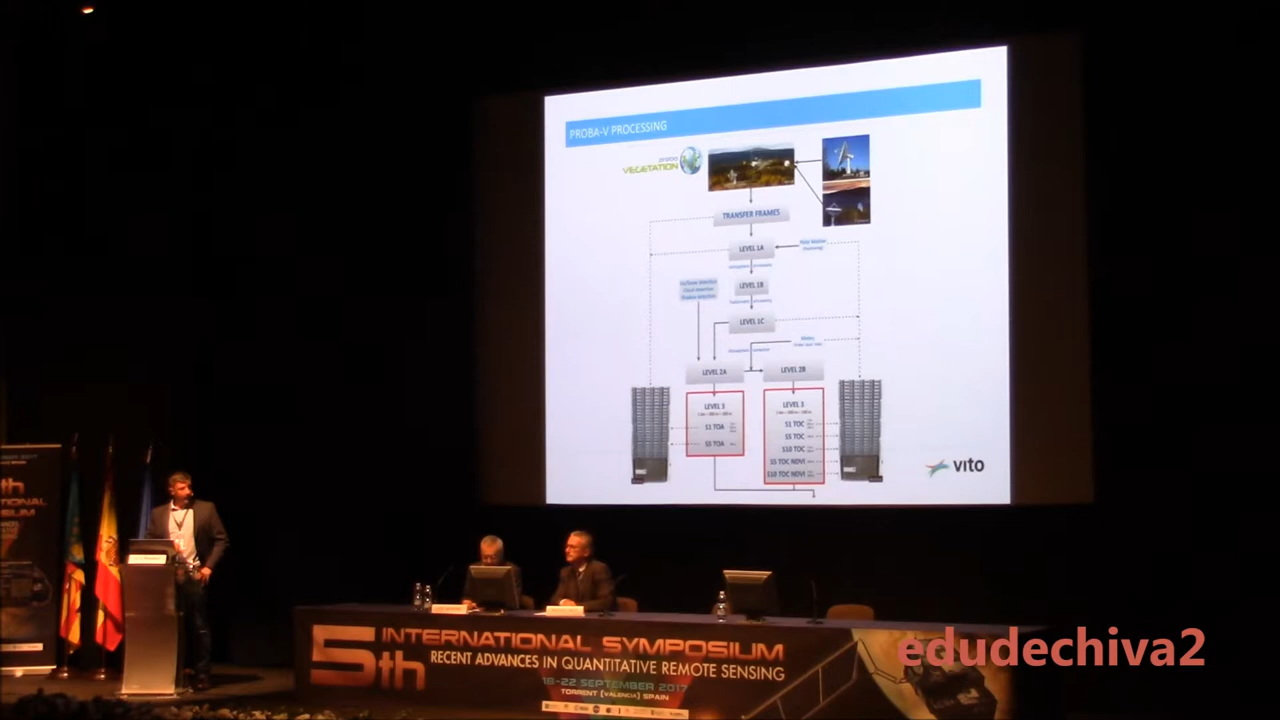 PROBA-V PROCESSING
VEGETATION
TRANSFER FRAMES
LEVEL 1A
LEVEL 1B
LEVEL 1C
LEVEL 2A
LEVEL 2B
LEVEL 3
S1 TOA
S5 TOA
LEVEL 3
S1 TOC
S5 TOC
S10 TOC
S5 TOC NDVI
S10 TOC NDVI
vito
5th
INTERNATIONAL SYMPOSIUM
RECENT ADVANCES IN QUANTITATIVE REMOTE SENSING
18-22 SEPTEMBER 2017
TORRENT (VALENCIA) SPAIN
edudechiva2